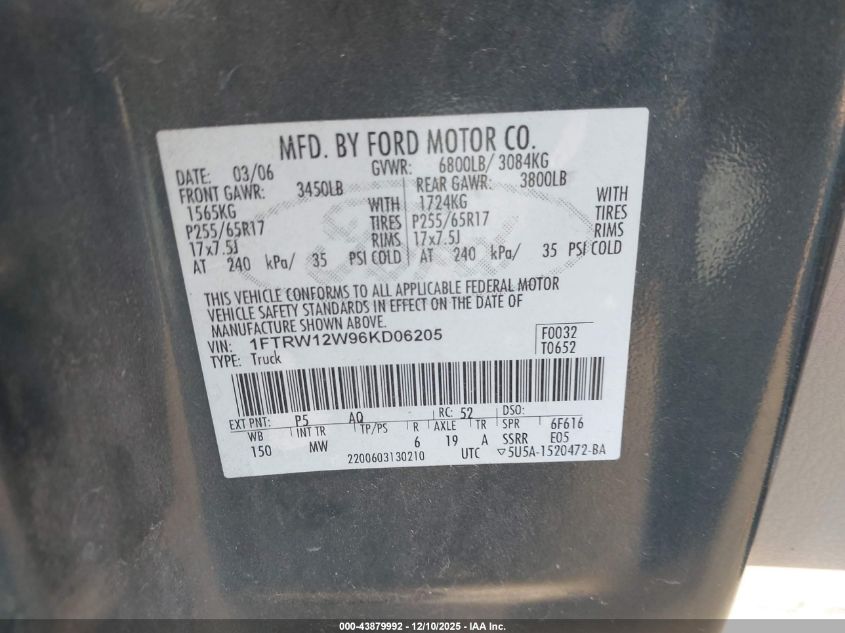 MFD. BY FORD MOTOR CO.
DATE: 03/06 GVWR: 6800LB/ 3084KG
FRONT GAWR: 3450LB REAR GAWR: 3800LB
1565KG WITH 1724KG WITH
P255/65R17 TIRES P255/65R17 TIRES
17x7.5J RIMS 17x7.5J RIMS
AT 240 kPa/ 35 PSI COLD AT 240 kPa/ 35 PSI COLD
THIS VEHICLE CONFORMS TO ALL APPLICABLE FEDERAL MOTOR
VEHICLE SAFETY STANDARDS IN EFFECT ON THE DATE OF
MANUFACTURE SHOWN ABOVE.
VIN: 1FTRW12W96KD06205 F0032
TYPE: Truck T0652
EXT PNT: P5 AQ RC: 52 DSO:
WB INT TR TP/PS R AXLE TR SPR 6F616
150 MW 6 19 A SSRR E05
2200603130210 UTC ▽5U5A-1520472-BA
000-43879992 - 12/10/2025 - IAA Inc.